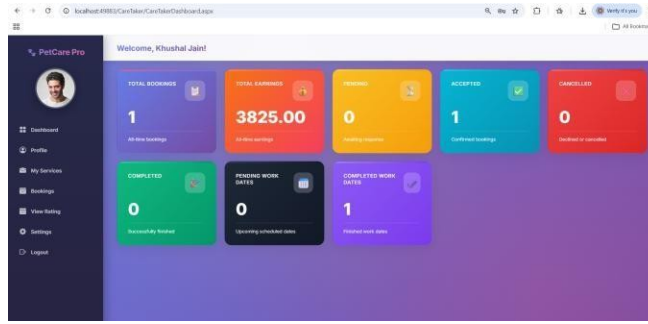 localhost:49981/CareTaker/CareTakerDashboard.aspx
Verify it's you
All Bookma
PetCare Pro
Welcome, Khushal Jain!
Dashboard
Profile
My Services
Bookings
View Rating
Settings
Logout
TOTAL BOOKINGS
1
All-time bookings
TOTAL EARNINGS
3825.00
All-time earnings
PENDING
0
Awaiting response
ACCEPTED
1
Confirmed bookings
CANCELLED
0
Declined or cancelled
COMPLETED
0
Successfully finished
PENDING WORK
DATES
0
Upcoming scheduled dates
COMPLETED WORK
DATES
1
Finished work dates